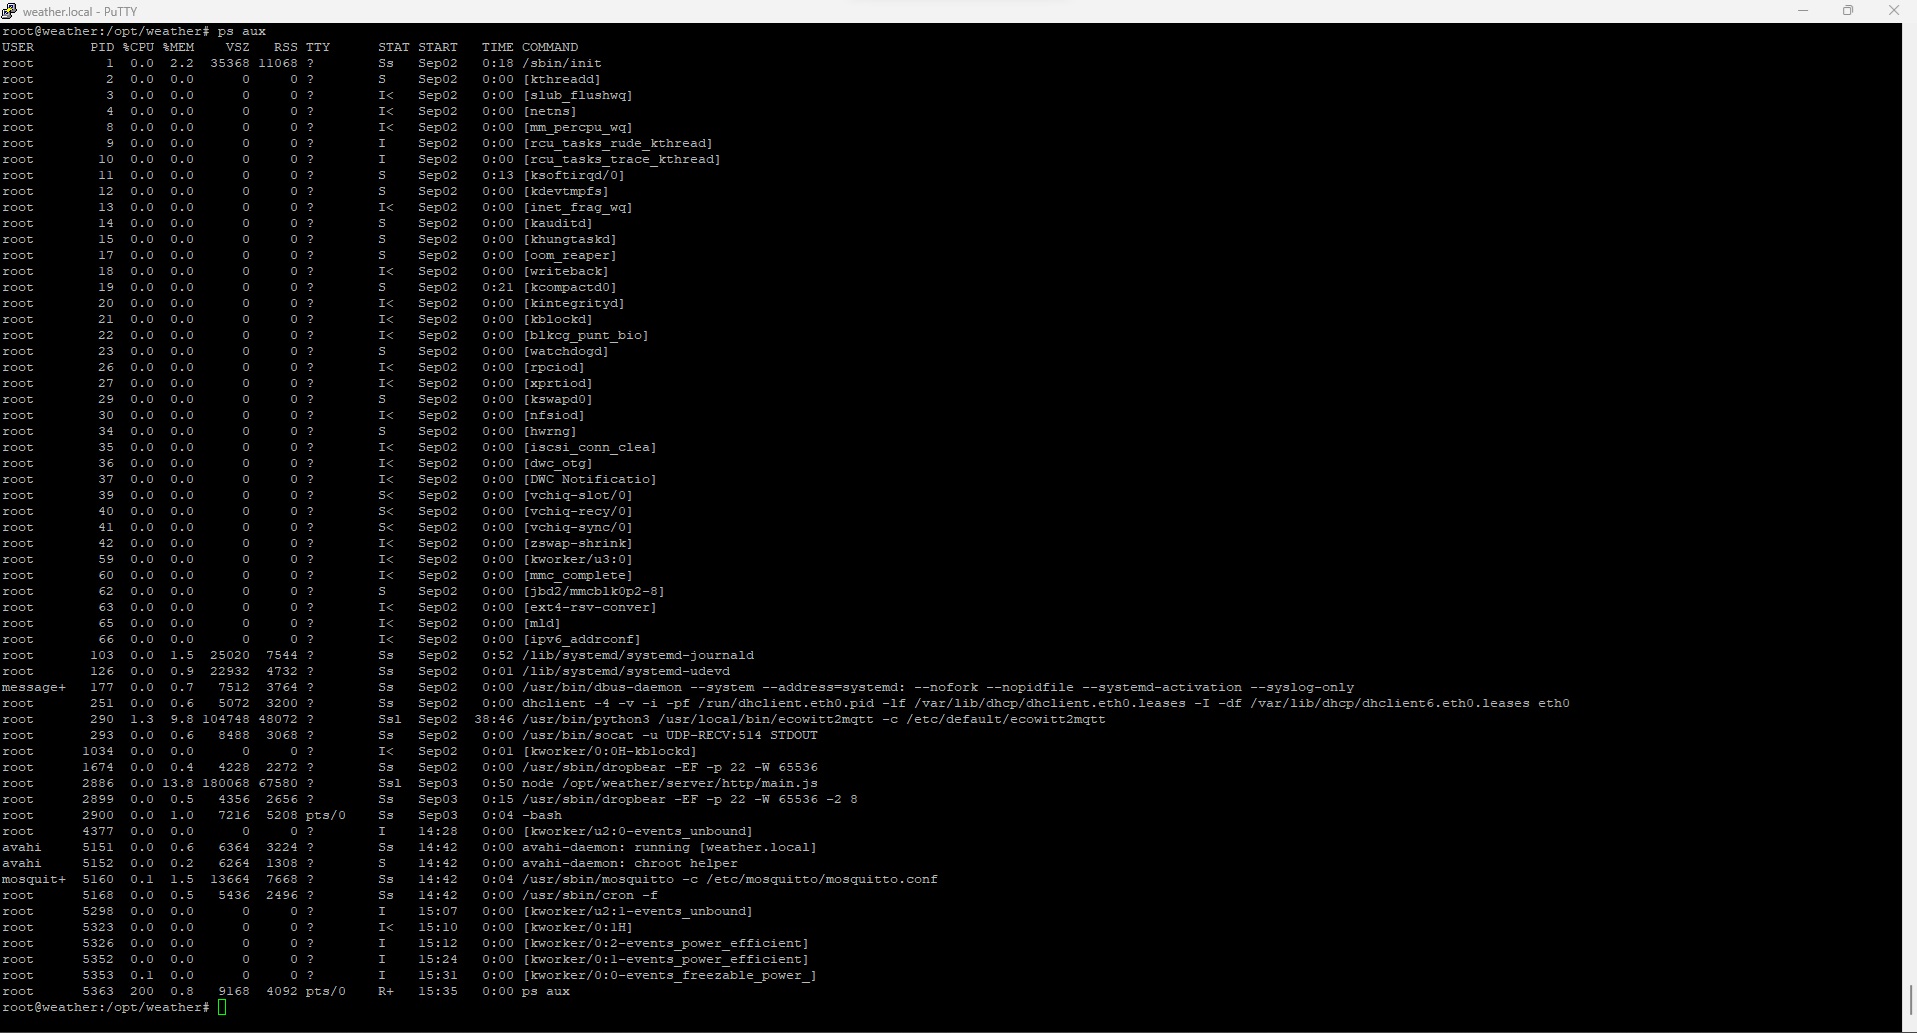 weather.local - PuTTY
root@weather:/opt/weather# ps aux
USER PID %CPU %MEM VSZ RSS TTY STAT START TIME COMMAND
root 1 0.0 2.2 35368 11068 ? Ss Sep02 0:18 /sbin/init
root 2 0.0 0.0 0 0 ? S Sep02 0:00 [kthreadd]
root 3 0.0 0.0 0 0 ? I< Sep02 0:00 [slub_flushwq]
root 4 0.0 0.0 0 0 ? I< Sep02 0:00 [netns]
root 8 0.0 0.0 0 0 ? I< Sep02 0:00 [mm_percpu_wq]
root 9 0.0 0.0 0 0 ? I Sep02 0:00 [rcu_tasks_rude_kthread]
root 10 0.0 0.0 0 0 ? I Sep02 0:00 [rcu_tasks_trace_kthread]
root 11 0.0 0.0 0 0 ? S Sep02 0:13 [ksoftirqd/0]
root 12 0.0 0.0 0 0 ? S Sep02 0:00 [kdevtmpfs]
root 13 0.0 0.0 0 0 ? I< Sep02 0:00 [inet_frag_wq]
root 14 0.0 0.0 0 0 ? S Sep02 0:00 [kauditd]
root 15 0.0 0.0 0 0 ? S Sep02 0:00 [khungtaskd]
root 17 0.0 0.0 0 0 ? S Sep02 0:00 [oom_reaper]
root 18 0.0 0.0 0 0 ? I< Sep02 0:00 [writeback]
root 19 0.0 0.0 0 0 ? S Sep02 0:21 [kcompactd0]
root 20 0.0 0.0 0 0 ? I< Sep02 0:00 [kintegrityd]
root 21 0.0 0.0 0 0 ? I< Sep02 0:00 [kblockd]
root 22 0.0 0.0 0 0 ? I< Sep02 0:00 [blkcg_punt_bio]
root 23 0.0 0.0 0 0 ? S Sep02 0:00 [watchdogd]
root 26 0.0 0.0 0 0 ? I< Sep02 0:00 [rpciod]
root 27 0.0 0.0 0 0 ? I< Sep02 0:00 [xprtiod]
root 29 0.0 0.0 0 0 ? S Sep02 0:00 [kswapd0]
root 30 0.0 0.0 0 0 ? I< Sep02 0:00 [nfsiod]
root 34 0.0 0.0 0 0 ? S Sep02 0:00 [hwrng]
root 35 0.0 0.0 0 0 ? I< Sep02 0:00 [iscsi_conn_clea]
root 36 0.0 0.0 0 0 ? I< Sep02 0:00 [dwc_otg]
root 37 0.0 0.0 0 0 ? I< Sep02 0:00 [DWC Notificatio]
root 39 0.0 0.0 0 0 ? S< Sep02 0:00 [vchiq-slot/0]
root 40 0.0 0.0 0 0 ? S< Sep02 0:00 [vchiq-recy/0]
root 41 0.0 0.0 0 0 ? S< Sep02 0:00 [vchiq-sync/0]
root 42 0.0 0.0 0 0 ? I< Sep02 0:00 [zswap-shrink]
root 59 0.0 0.0 0 0 ? I< Sep02 0:00 [kworker/u3:0]
root 60 0.0 0.0 0 0 ? I< Sep02 0:00 [mmc_complete]
root 62 0.0 0.0 0 0 ? S Sep02 0:00 [jbd2/mmcblk0p2-8]
root 63 0.0 0.0 0 0 ? I< Sep02 0:00 [ext4-rsv-conver]
root 65 0.0 0.0 0 0 ? I< Sep02 0:00 [mld]
root 66 0.0 0.0 0 0 ? I< Sep02 0:00 [ipv6_addrconf]
root 103 0.0 1.5 25020 7544 ? Ss Sep02 0:52 /lib/systemd/systemd-journald
root 126 0.0 0.9 22932 4732 ? Ss Sep02 0:01 /lib/systemd/systemd-udevd
message+ 177 0.0 0.7 7512 3764 ? Ss Sep02 0:00 /usr/bin/dbus-daemon --system --address=systemd: --nofork --nopidfile --systemd-activation --syslog-only
root 251 0.0 0.6 5072 3200 ? Ss Sep02 0:00 dhclient -4 -v -i -pf /run/dhclient.eth0.pid -lf /var/lib/dhcp/dhclient.eth0.leases -I -df /var/lib/dhcp/dhclient6.eth0.leases eth0
root 290 1.3 9.8 104748 48072 ? Ssl Sep02 38:46 /usr/bin/python3 /usr/local/bin/ecowitt2mqtt -c /etc/default/ecowitt2mqtt
root 293 0.0 0.6 8488 3068 ? Ss Sep02 0:00 /usr/bin/socat -u UDP-RECV:514 STDOUT
root 1034 0.0 0.0 0 0 ? I< Sep02 0:01 [kworker/0:0H-kblockd]
root 1674 0.0 0.4 4228 2272 ? Ss Sep02 0:00 /usr/sbin/dropbear -EF -p 22 -W 65536
root 2886 0.0 13.8 180068 67580 ? Ssl Sep03 0:50 node /opt/weather/server/http/main.js
root 2899 0.0 0.5 4356 2656 ? Ss Sep03 0:15 /usr/sbin/dropbear -EF -p 22 -W 65536 -2 8
root 2900 0.0 1.0 7216 5208 pts/0 Ss Sep03 0:04 -bash
root 4377 0.0 0.0 0 0 ? I 14:28 0:00 [kworker/u2:0-events_unbound]
avahi 5151 0.0 0.6 6364 3224 ? Ss 14:42 0:00 avahi-daemon: running [weather.local]
avahi 5152 0.0 0.2 6264 1308 ? S 14:42 0:00 avahi-daemon: chroot helper
mosquit+ 5160 0.1 1.5 13664 7668 ? Ss 14:42 0:04 /usr/sbin/mosquitto -c /etc/mosquitto/mosquitto.conf
root 5168 0.0 0.5 5436 2496 ? Ss 14:42 0:00 /usr/sbin/cron -f
root 5298 0.0 0.0 0 0 ? I 15:07 0:00 [kworker/u2:1-events_unbound]
root 5323 0.0 0.0 0 0 ? I< 15:10 0:00 [kworker/0:1H]
root 5326 0.0 0.0 0 0 ? I 15:12 0:00 [kworker/0:2-events_power_efficient]
root 5352 0.0 0.0 0 0 ? I 15:24 0:00 [kworker/0:1-events_power_efficient]
root 5353 0.1 0.0 0 0 ? I 15:31 0:00 [kworker/0:0-events_freezable_power_]
root 5363 200 0.8 9168 4092 pts/0 R+ 15:35 0:00 ps aux
root@weather:/opt/weather#